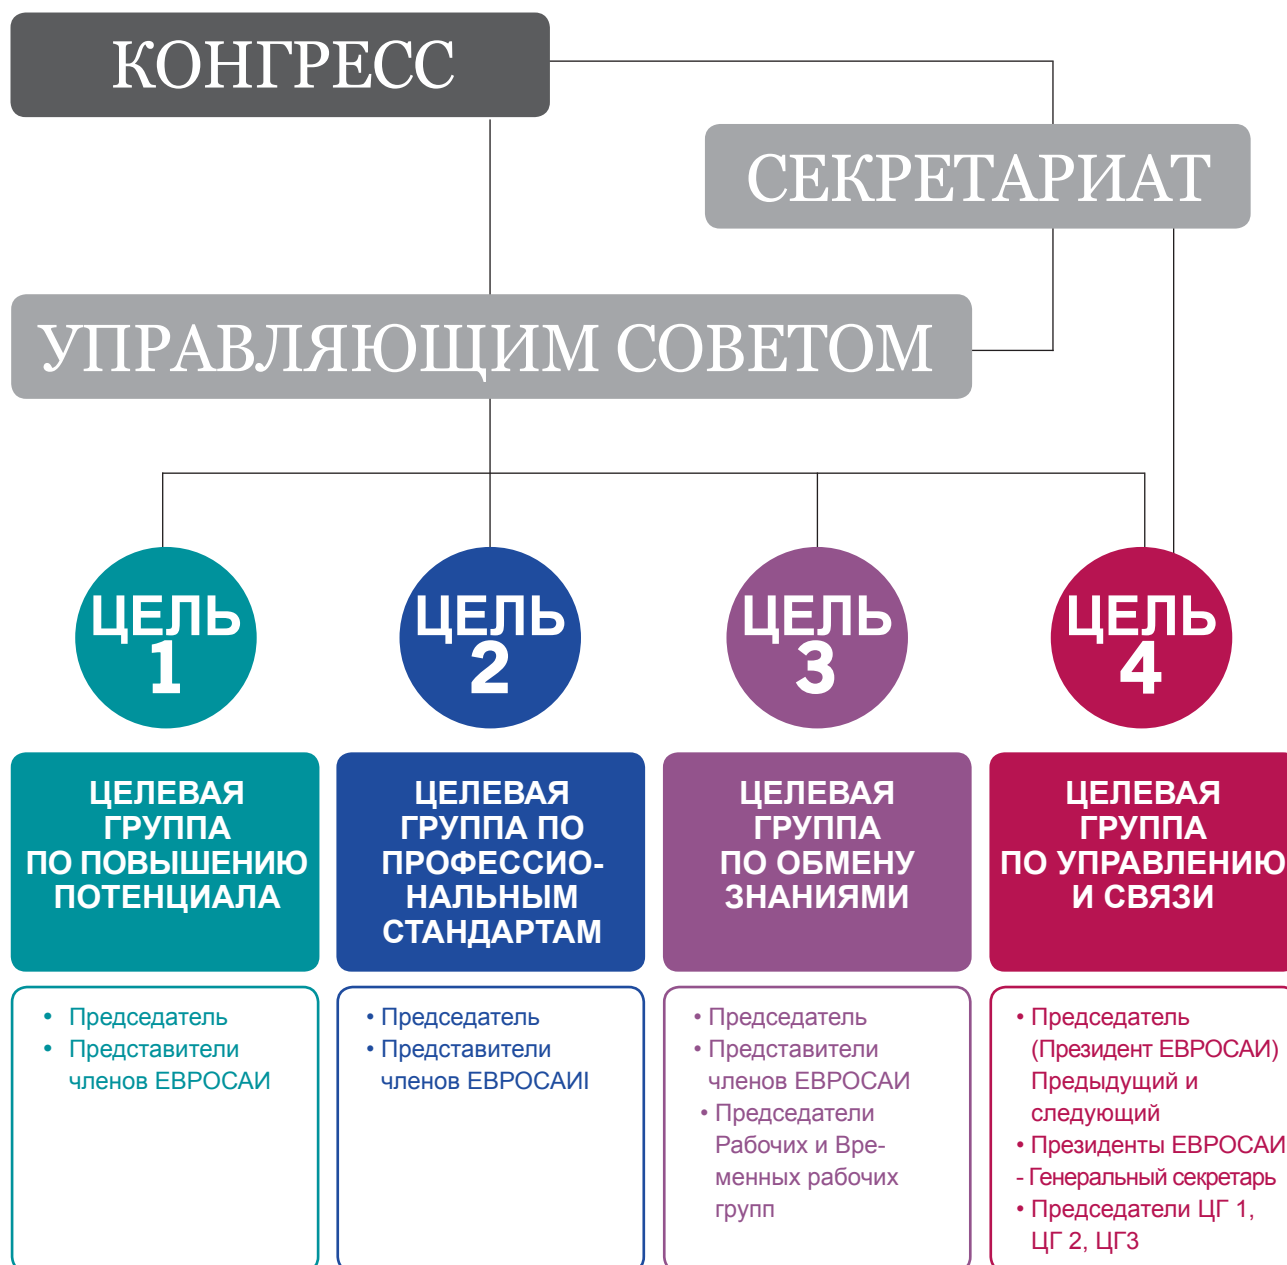 КОНГРЕСС
СЕКРЕТАРИАТ
УПРАВЛЯЮЩИМ СОВЕТОМ
ЦЕЛЬ
1
ЦЕЛЬ
2
ЦЕЛЬ
3
ЦЕЛЬ
4
ЦЕЛЕВАЯ
ГРУППА
ПО ПОВЫШЕНИЮ
ПОТЕНЦИАЛА
ЦЕЛЕВАЯ
ГРУППА ПО
ПРОФЕССИО-
НАЛЬНЫМ
СТАНДАРТАМ
ЦЕЛЕВАЯ
ГРУППА
ПО ОБМЕНУ
ЗНАНИЯМИ
ЦЕЛЕВАЯ
ГРУППА
ПО УПРАВЛЕНИЮ
И СВЯЗИ
• Председатель
• Представители
членов ЕВРОСАИ
• Председатель
• Представители
членов ЕВРОСАИI
• Председатель
• Представители
членов ЕВРОСАИ
• Председатели
Рабочих и Вре-
менных рабочих
групп
• Председатель
(Президент ЕВРОСАИ)
Предыдущий и
следующий
• Президенты ЕВРОСАИ
- Генеральный секретарь
• Председатели ЦГ 1,
ЦГ 2, ЦГ3